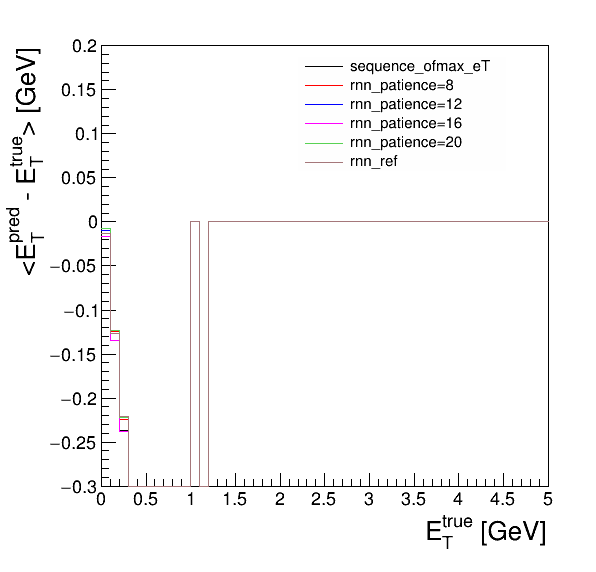 <E_T^pred - E_T^true> [GeV]
0.2
0.15
0.1
0.05
0
−0.05
−0.1
−0.15
−0.2
−0.25
−0.3
sequence_ofmax_eT
rnn_patience=8
rnn_patience=12
rnn_patience=16
rnn_patience=20
rnn_ref
0 0.5 1 1.5 2 2.5 3 3.5 4 4.5 5
E_T^true [GeV]